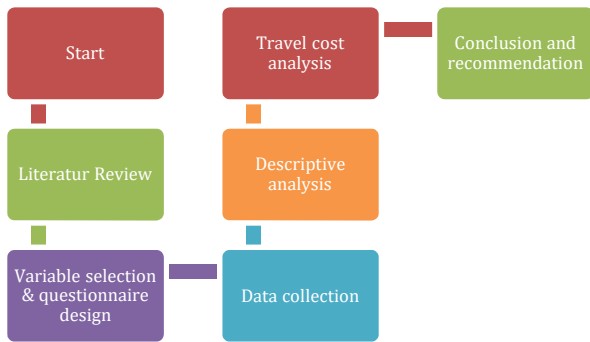 Start
Literatur Review
Variable selection
& questionnaire
design
Data collection
Descriptive
analysis
Travel cost
analysis
Conclusion and
recommendation